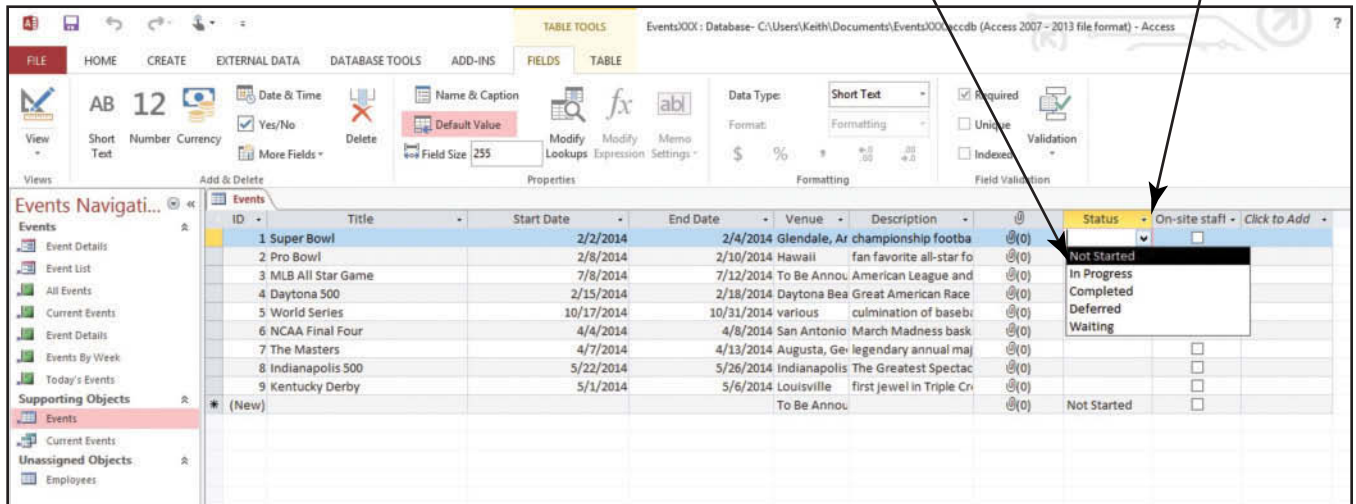 TABLE TOOLS
EventsXXX : Database- C:\Users\Keith\Documents\EventsXXX.accdb (Access 2007 - 2013 file format) - Access
?
FILE HOME CREATE EXTERNAL DATA DATABASE TOOLS ADD-INS FIELDS TABLE
View
Views
AB Short Text
12 Number
Currency
Date & Time
Yes/No
More Fields
Delete
Add & Delete
Name & Caption
Default Value
Field Size 255
Modify Lookups
fx Modify Expression
abl Memo Settings
Properties
Data Type: Short Text
Format: Formatting
$ % , .00 .00
Formatting
Required
Unique
Indexed
Validation
Field Validation
Events Navigati... «
Events
Event Details
Event List
All Events
Current Events
Event Details
Events By Week
Today's Events
Supporting Objects
Events
Current Events
Unassigned Objects
Employees
Events
ID Title Start Date End Date Venue Description Status On-site staff Click to Add
1 Super Bowl 2/2/2014 2/4/2014 Glendale, Ar championship footba (0)
2 Pro Bowl 2/8/2014 2/10/2014 Hawaii fan favorite all-star fo (0) Not Started
3 MLB All Star Game 7/8/2014 7/12/2014 To Be Annou American League and (0) In Progress
4 Daytona 500 2/15/2014 2/18/2014 Daytona Bea Great American Race (0) Completed
5 World Series 10/17/2014 10/31/2014 various culmination of baseba (0) Deferred
6 NCAA Final Four 4/4/2014 4/8/2014 San Antonio March Madness bask (0) Waiting
7 The Masters 4/7/2014 4/13/2014 Augusta, Ge legendary annual maj (0)
8 Indianapolis 500 5/22/2014 5/26/2014 Indianapolis The Greatest Spectac (0)
9 Kentucky Derby 5/1/2014 5/6/2014 Louisville first jewel in Triple Cr (0)
* (New) To Be Annou (0) Not Started